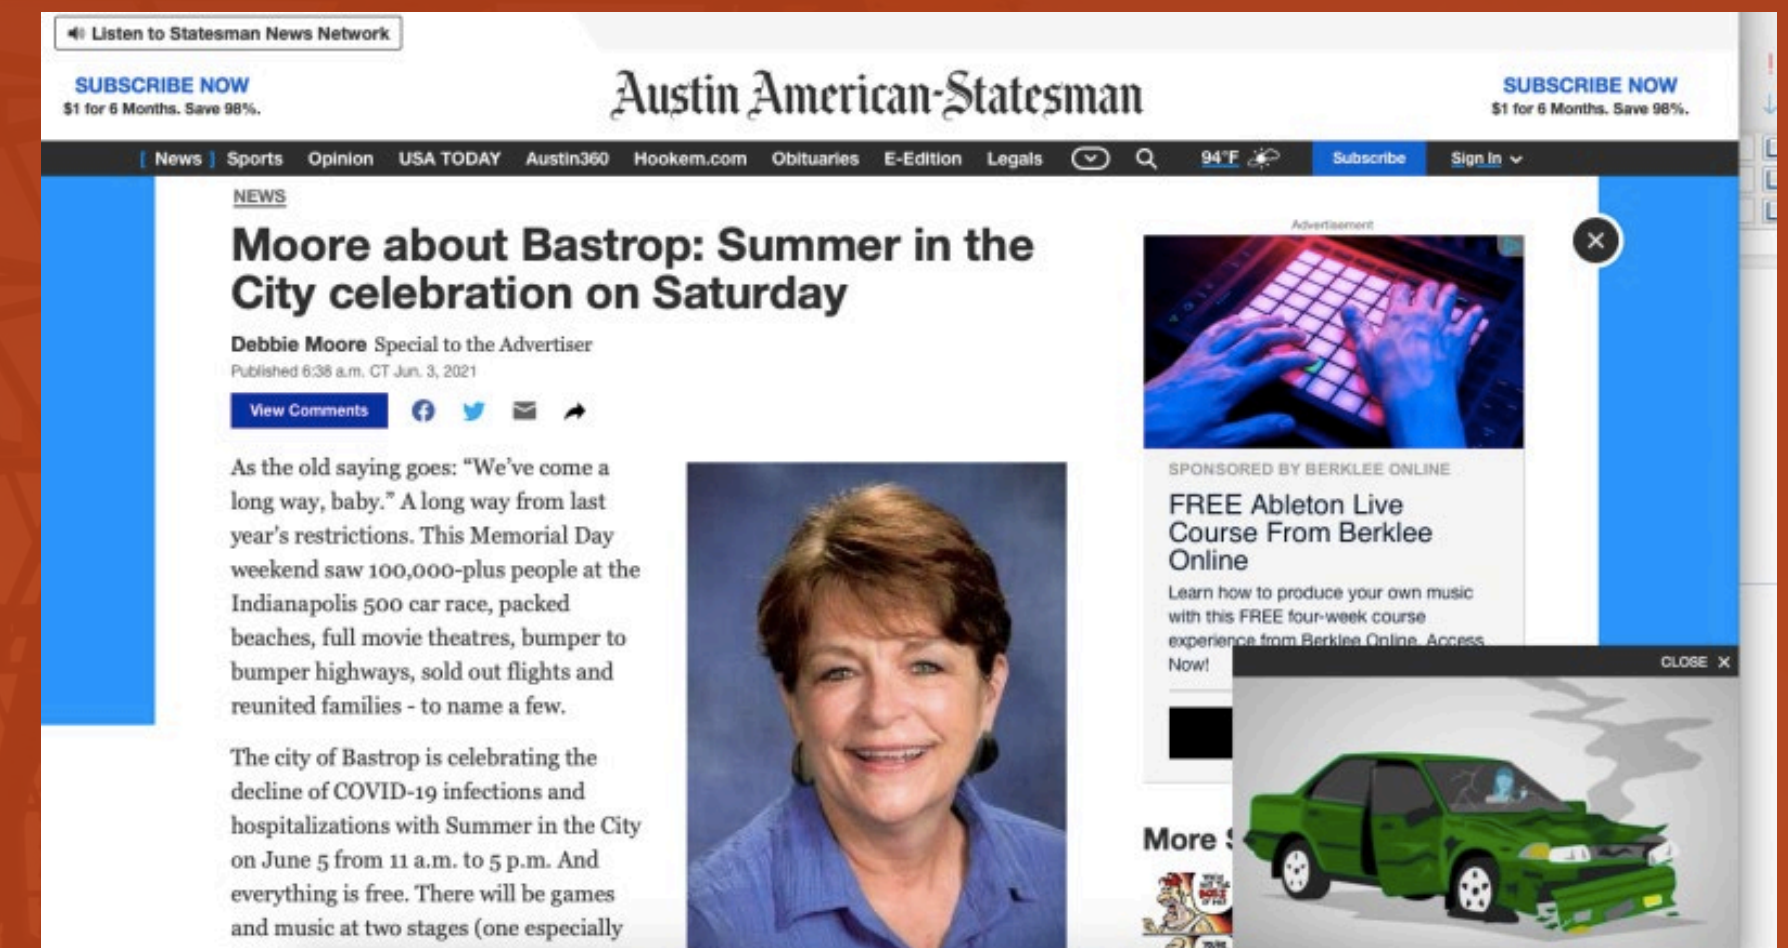 Listen to Statesman News Network
SUBSCRIBE NOW
$1 for 6 Months. Save 98%.
Austin American-Statesman
SUBSCRIBE NOW
$1 for 6 Months. Save 98%.
[ News ] Sports Opinion USA TODAY Austin360 Hookem.com Obituaries E-Edition Legals 94°F Subscribe Sign In
NEWS
Moore about Bastrop: Summer in the
City celebration on Saturday
Debbie Moore Special to the Advertiser
Published 6:38 a.m. CT Jun. 3, 2021
View Comments
As the old saying goes: “We’ve come a
long way, baby.” A long way from last
year’s restrictions. This Memorial Day
weekend saw 100,000-plus people at the
Indianapolis 500 car race, packed
beaches, full movie theatres, bumper to
bumper highways, sold out flights and
reunited families - to name a few.
The city of Bastrop is celebrating the
decline of COVID-19 infections and
hospitalizations with Summer in the City
on June 5 from 11 a.m. to 5 p.m. And
everything is free. There will be games
and music at two stages (one especially
Advertisement
SPONSORED BY BERKLEE ONLINE
FREE Ableton Live
Course From Berklee
Online
Learn how to produce your own music
with this FREE four-week course
experience from Berklee Online. Access
Now!
CLOSE X
More